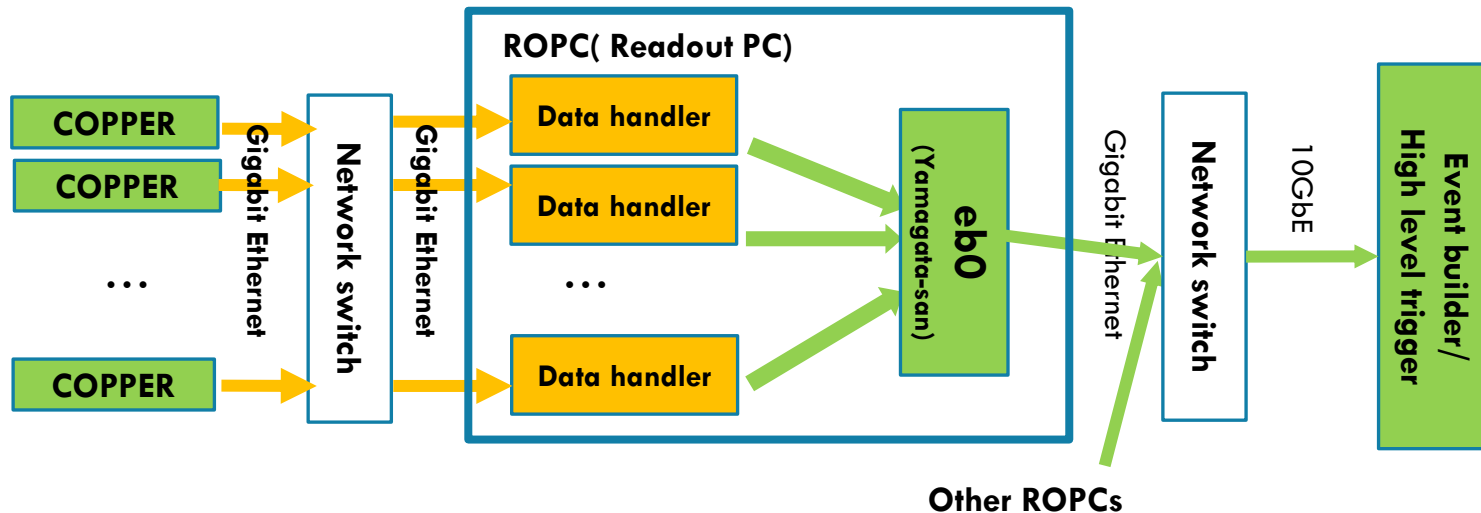 ROPC( Readout PC)
COPPER
COPPER
...
COPPER
Gigabit Ethernet
Network switch
Gigabit Ethernet
Data handler
Data handler
...
Data handler
eb0
(Yamagata-san)
Gigabit Ethernet
Network switch
10GbE
Event builder/
High level trigger
Other ROPCs